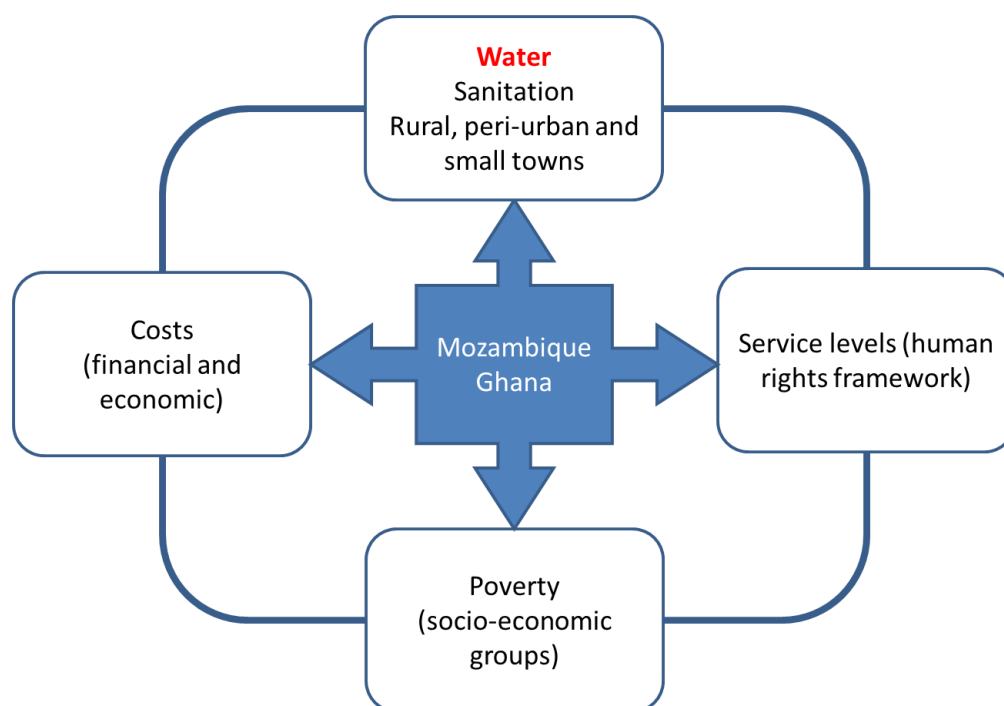 Water
Sanitation
Rural, peri-urban and
small towns
Costs
(financial and
economic)
Mozambique
Ghana
Service levels (human
rights framework)
Poverty
(socio-economic
groups)